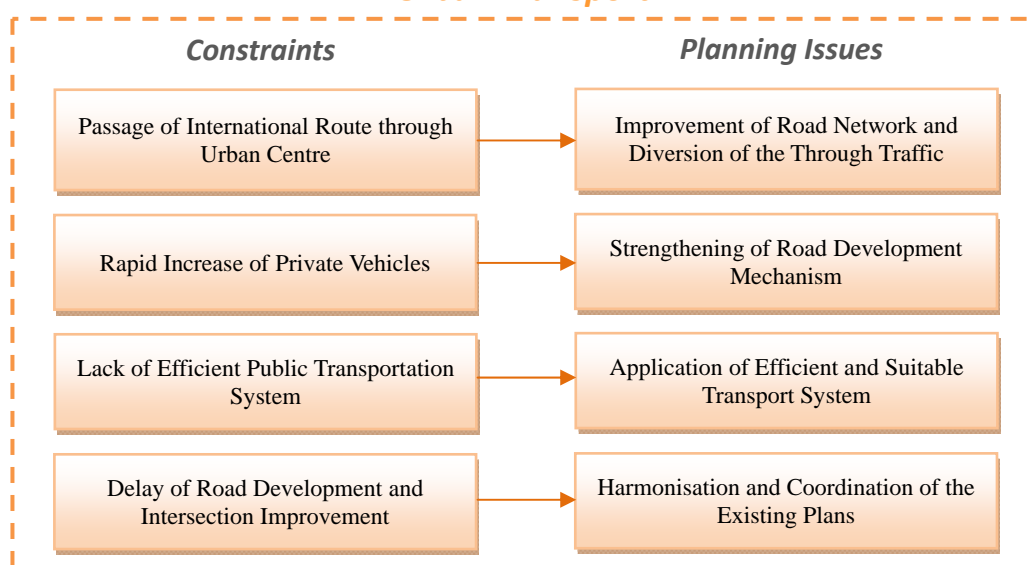 Constraints
Planning Issues
Passage of International Route through
Urban Centre
Improvement of Road Network and
Diversion of the Through Traffic
Rapid Increase of Private Vehicles
Strengthening of Road Development
Mechanism
Lack of Efficient Public Transportation
System
Application of Efficient and Suitable
Transport System
Delay of Road Development and
Intersection Improvement
Harmonisation and Coordination of the
Existing Plans